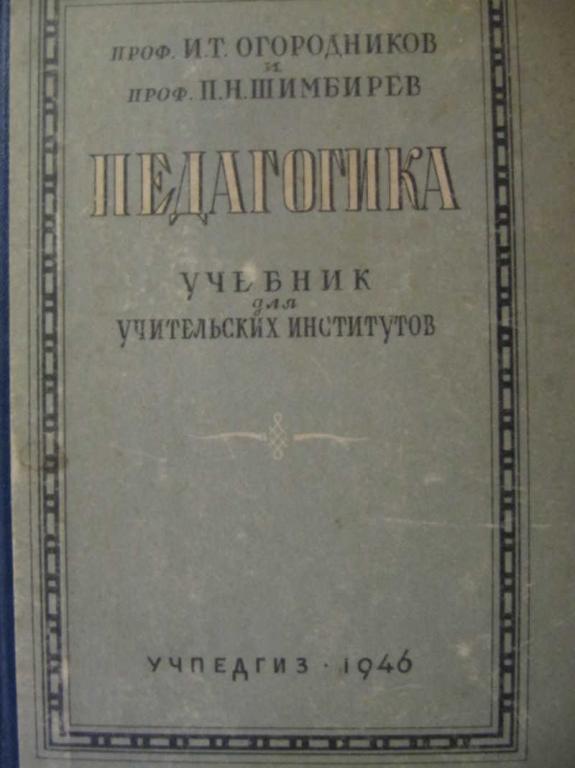 ПРОФ. И.Т. ОГОРОДНИКОВ
И
ПРОФ. П.Н. ШИМБИРЕВ
ПЕДАГОГИКА
УЧЕБНИК
для
УЧИТЕЛЬСКИХ ИНСТИТУТОВ
УЧПЕДГИЗ · 1946